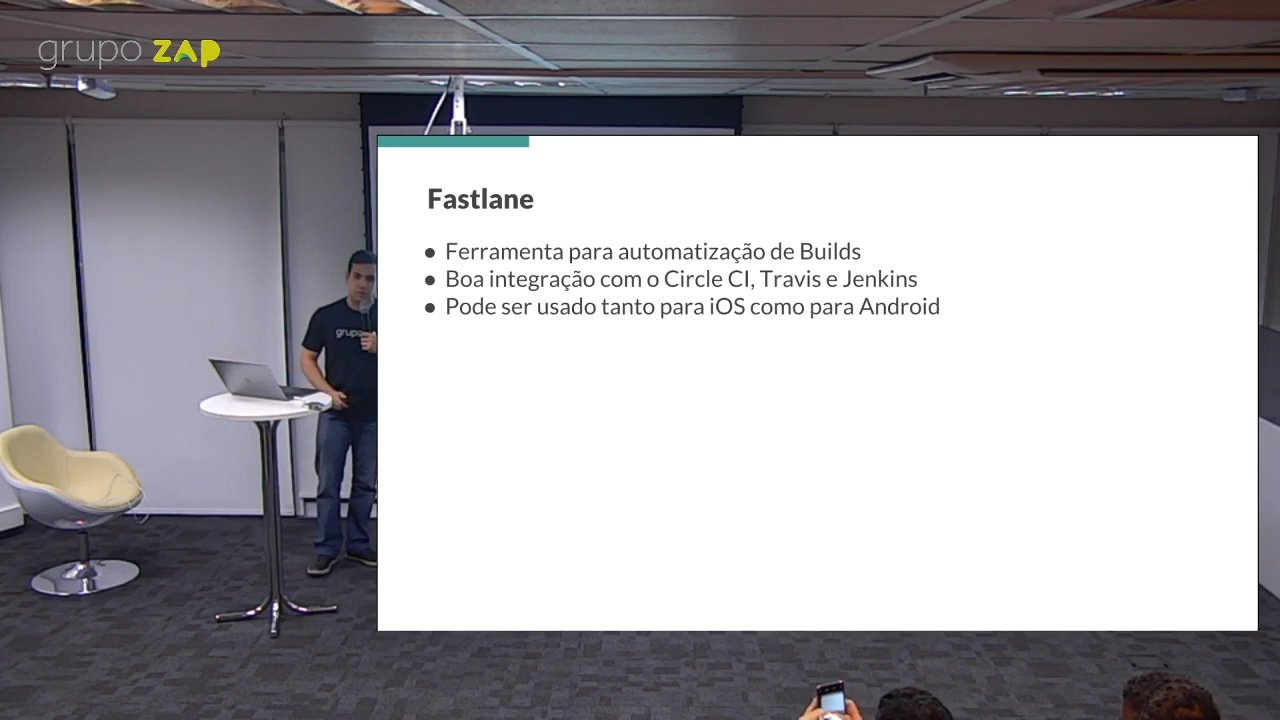 grupo ZAP
Fastlane
● Ferramenta para automatização de Builds
● Boa integração com o Circle CI, Travis e Jenkins
● Pode ser usado tanto para iOS como para Android
grupo